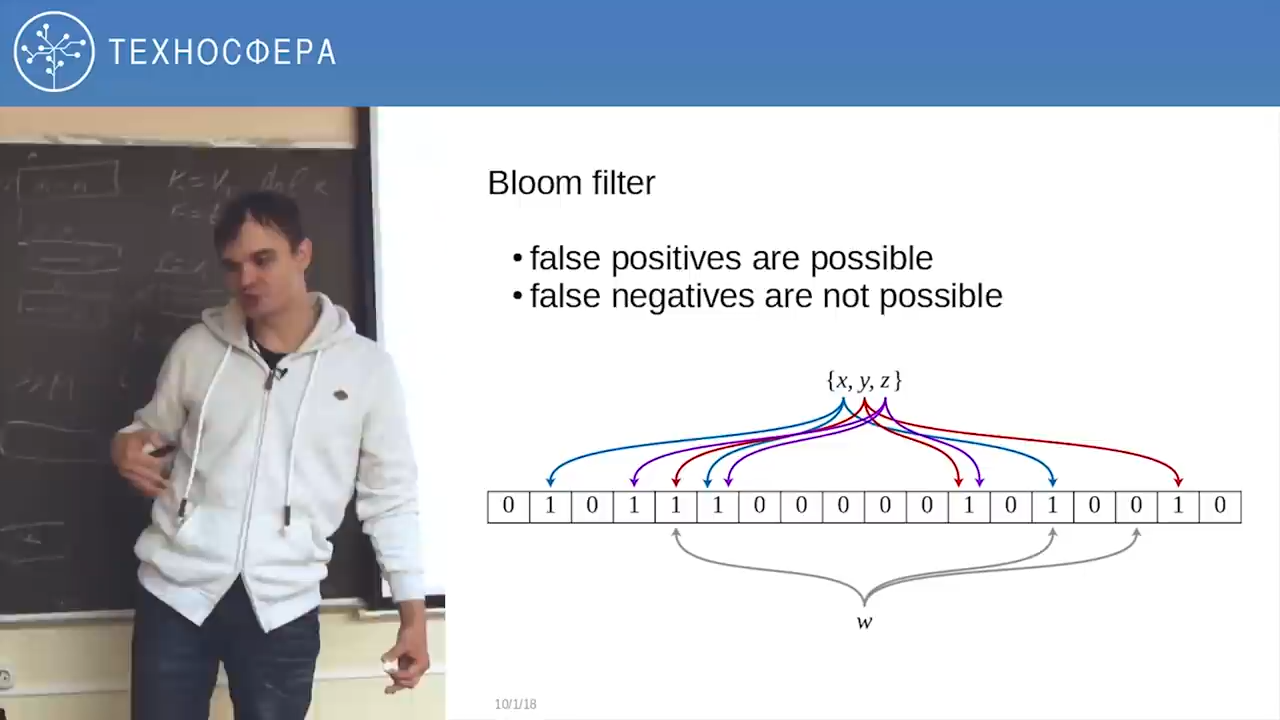 ТЕХНОСФЕРА
Bloom filter
• false positives are possible
• false negatives are not possible
{x, y, z}
0 1 0 1 1 1 0 0 0 0 0 1 0 1 0 0 1 0
w
10/1/18